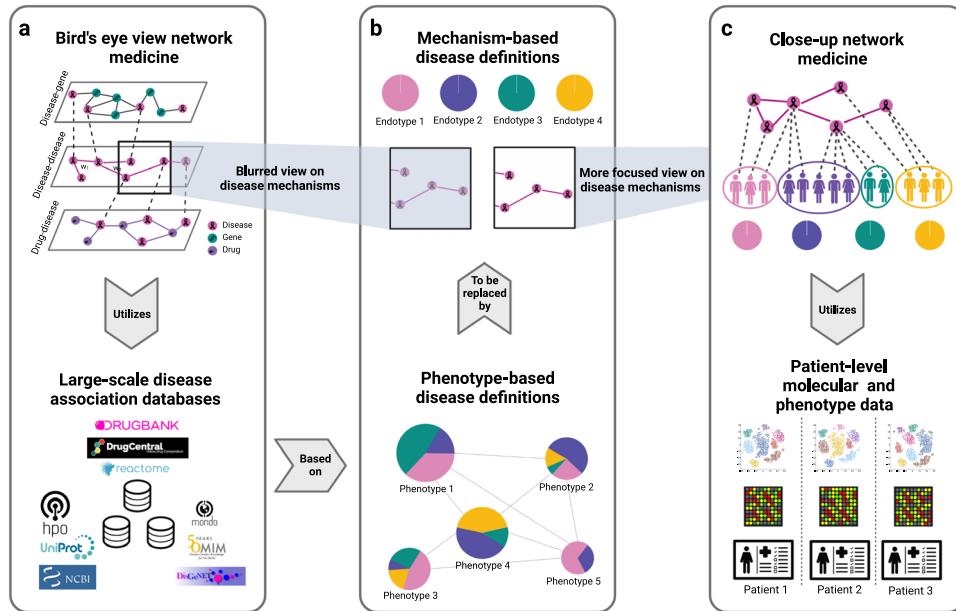 a
Bird's eye view network
medicine
Disease-gene
Disease-disease
W₁
Drug-disease
Disease
Gene
Drug
Blurred view on
disease mechanisms
Utilizes
Large-scale disease
association databases
DRUGBANK
DrugCentral
reactome
hpo
mondo
UniProt
50 YEARS
OMIM
NCBI
DisGeNET
Based
on
b
Mechanism-based
disease definitions
Endotype 1
Endotype 2
Endotype 3
Endotype 4
More focused view on
disease mechanisms
To be
replaced
by
Phenotype-based
disease definitions
Phenotype 1
Phenotype 2
Phenotype 4
Phenotype 5
Phenotype 3
c
Close-up network
medicine
Utilizes
Patient-level
molecular and
phenotype data
Patient 1
Patient 2
Patient 3